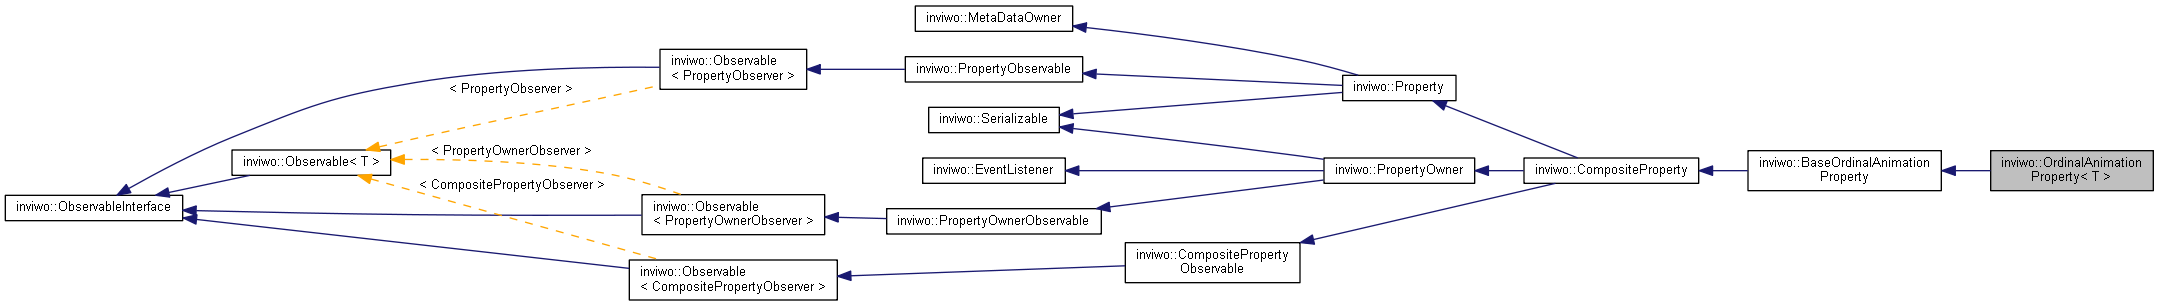 inviwo::MetaDataOwner
inviwo::Observable
< PropertyObserver >
inviwo::PropertyObservable
< PropertyObserver >
inviwo::Property
inviwo::Serializable
< PropertyOwnerObserver >
inviwo::Observable< T >
inviwo::EventListener
inviwo::PropertyOwner
inviwo::CompositeProperty
inviwo::BaseOrdinalAnimation
Property
inviwo::OrdinalAnimation
Property< T >
< CompositePropertyObserver >
inviwo::ObservableInterface
inviwo::Observable
< PropertyOwnerObserver >
inviwo::PropertyOwnerObservable
inviwo::CompositeProperty
Observable
inviwo::Observable
< CompositePropertyObserver >